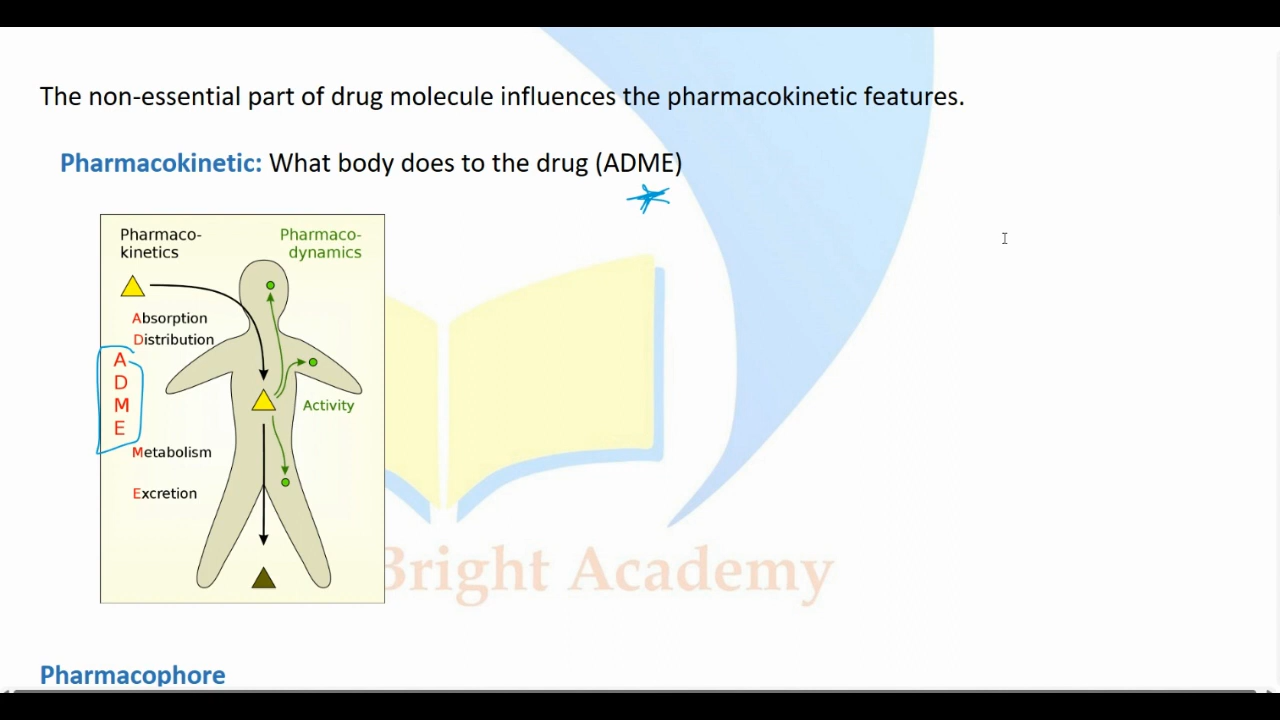 The non-essential part of drug molecule influences the pharmacokinetic features.
Pharmacokinetic: What body does to the drug (ADME)
Pharmaco-
kinetics
Pharmaco-
dynamics
Absorption
Distribution
A
D
M
E
Activity
Metabolism
Excretion
Bright Academy
Pharmacophore